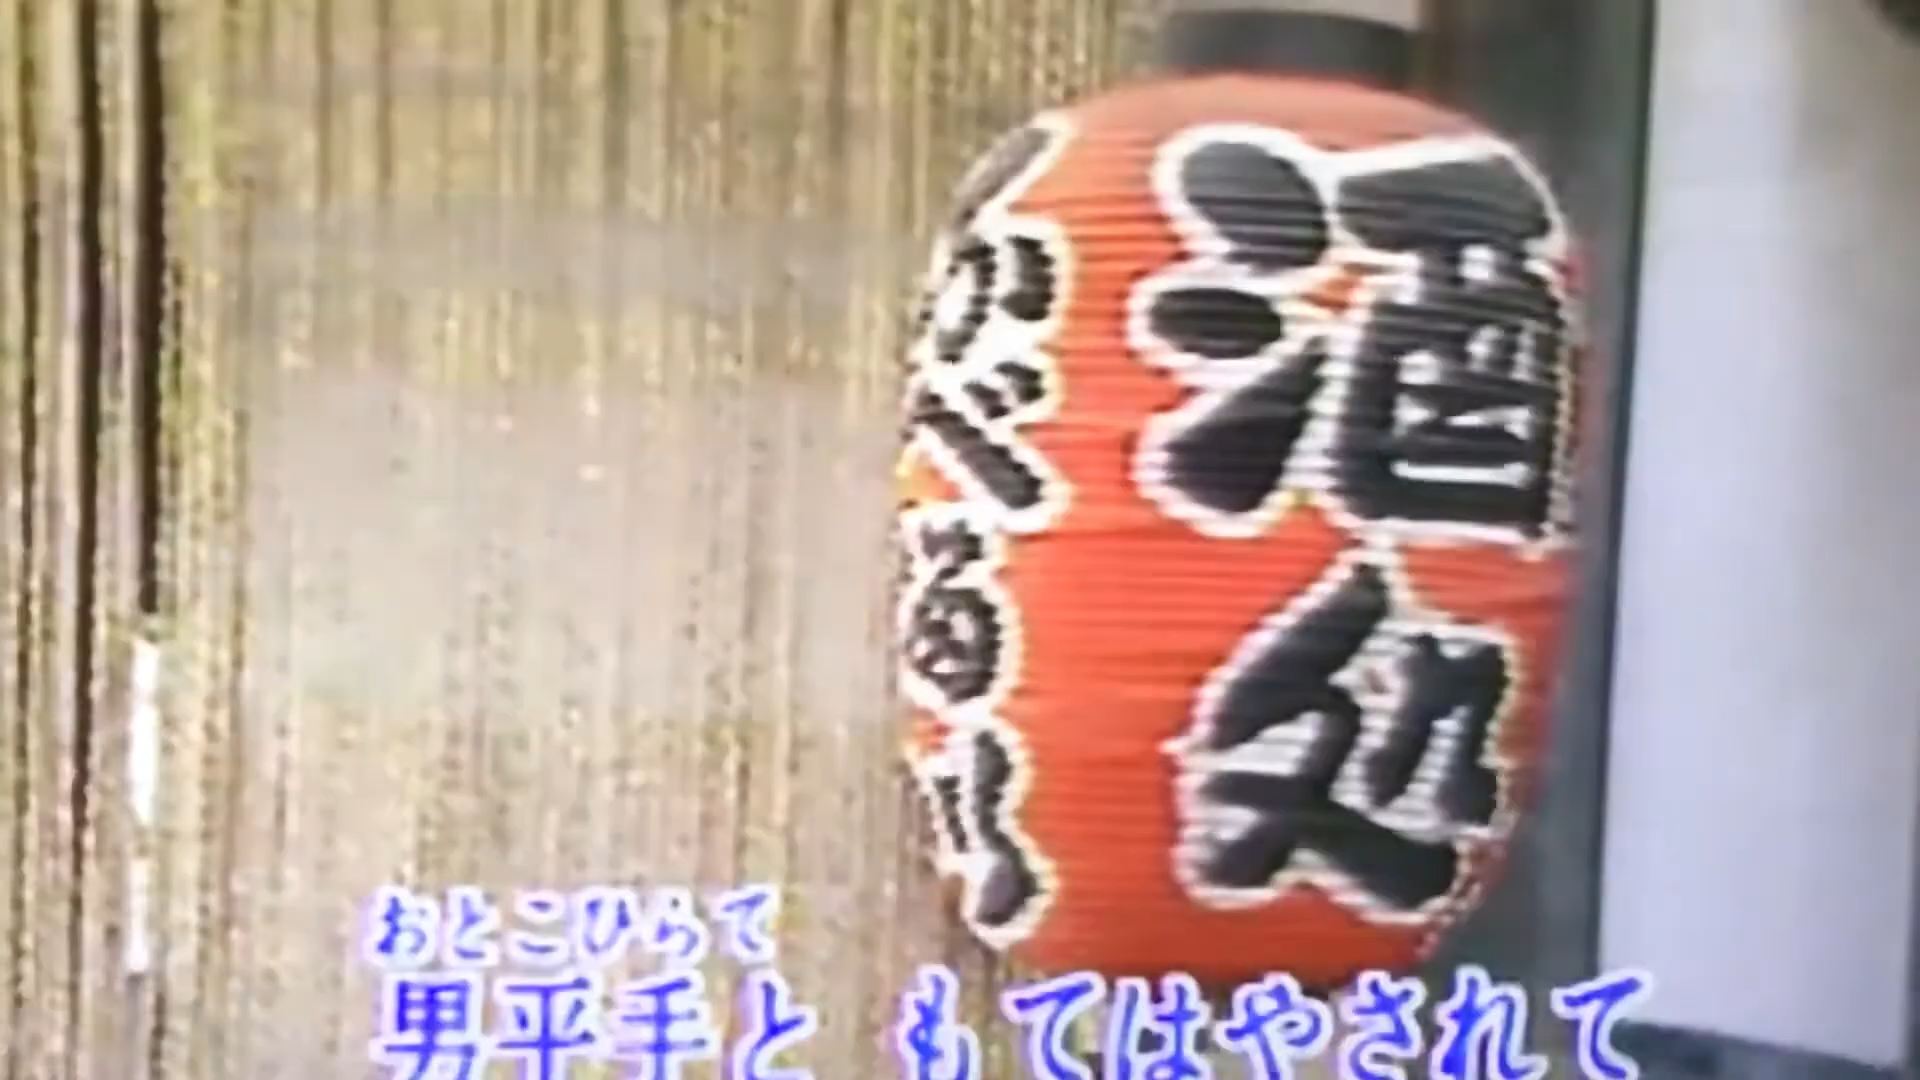 酒処
おとこひらて
男平手と もてはやされて